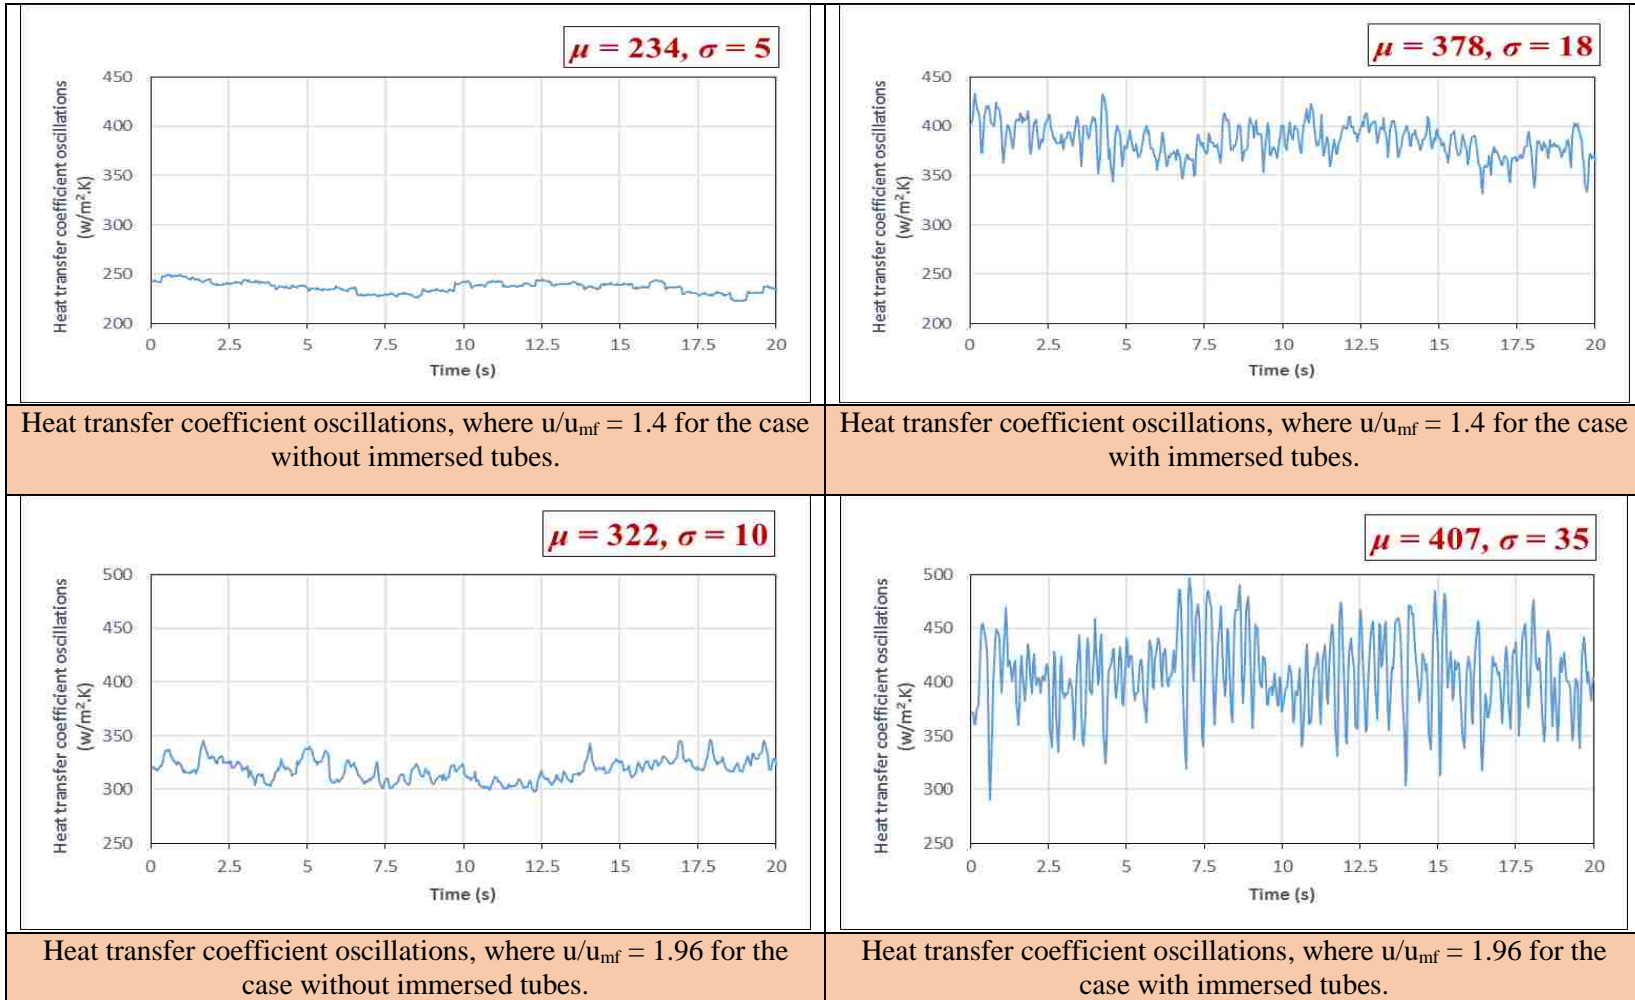 μ = 234, σ = 5
Heat transfer coefficient oscillations
(w/m².K)
450
400
350
300
250
200
0 2.5 5 7.5 10 12.5 15 17.5 20
Time (s)
Heat transfer coefficient oscillations, where u/umf = 1.4 for the case
without immersed tubes.
μ = 378, σ = 18
Heat transfer coefficient oscillations
(w/m².K)
450
400
350
300
250
200
0 2.5 5 7.5 10 12.5 15 17.5 20
Time (s)
Heat transfer coefficient oscillations, where u/umf = 1.4 for the case
with immersed tubes.
μ = 322, σ = 10
Heat transfer coefficient oscillations
(w/m².K)
500
450
400
350
300
250
0 2.5 5 7.5 10 12.5 15 17.5 20
Time (s)
Heat transfer coefficient oscillations, where u/umf = 1.96 for the
case without immersed tubes.
μ = 407, σ = 35
Heat transfer coefficient oscillations
(w/m².K)
500
450
400
350
300
250
0 2.5 5 7.5 10 12.5 15 17.5 20
Time (s)
Heat transfer coefficient oscillations, where u/umf = 1.96 for the
case with immersed tubes.